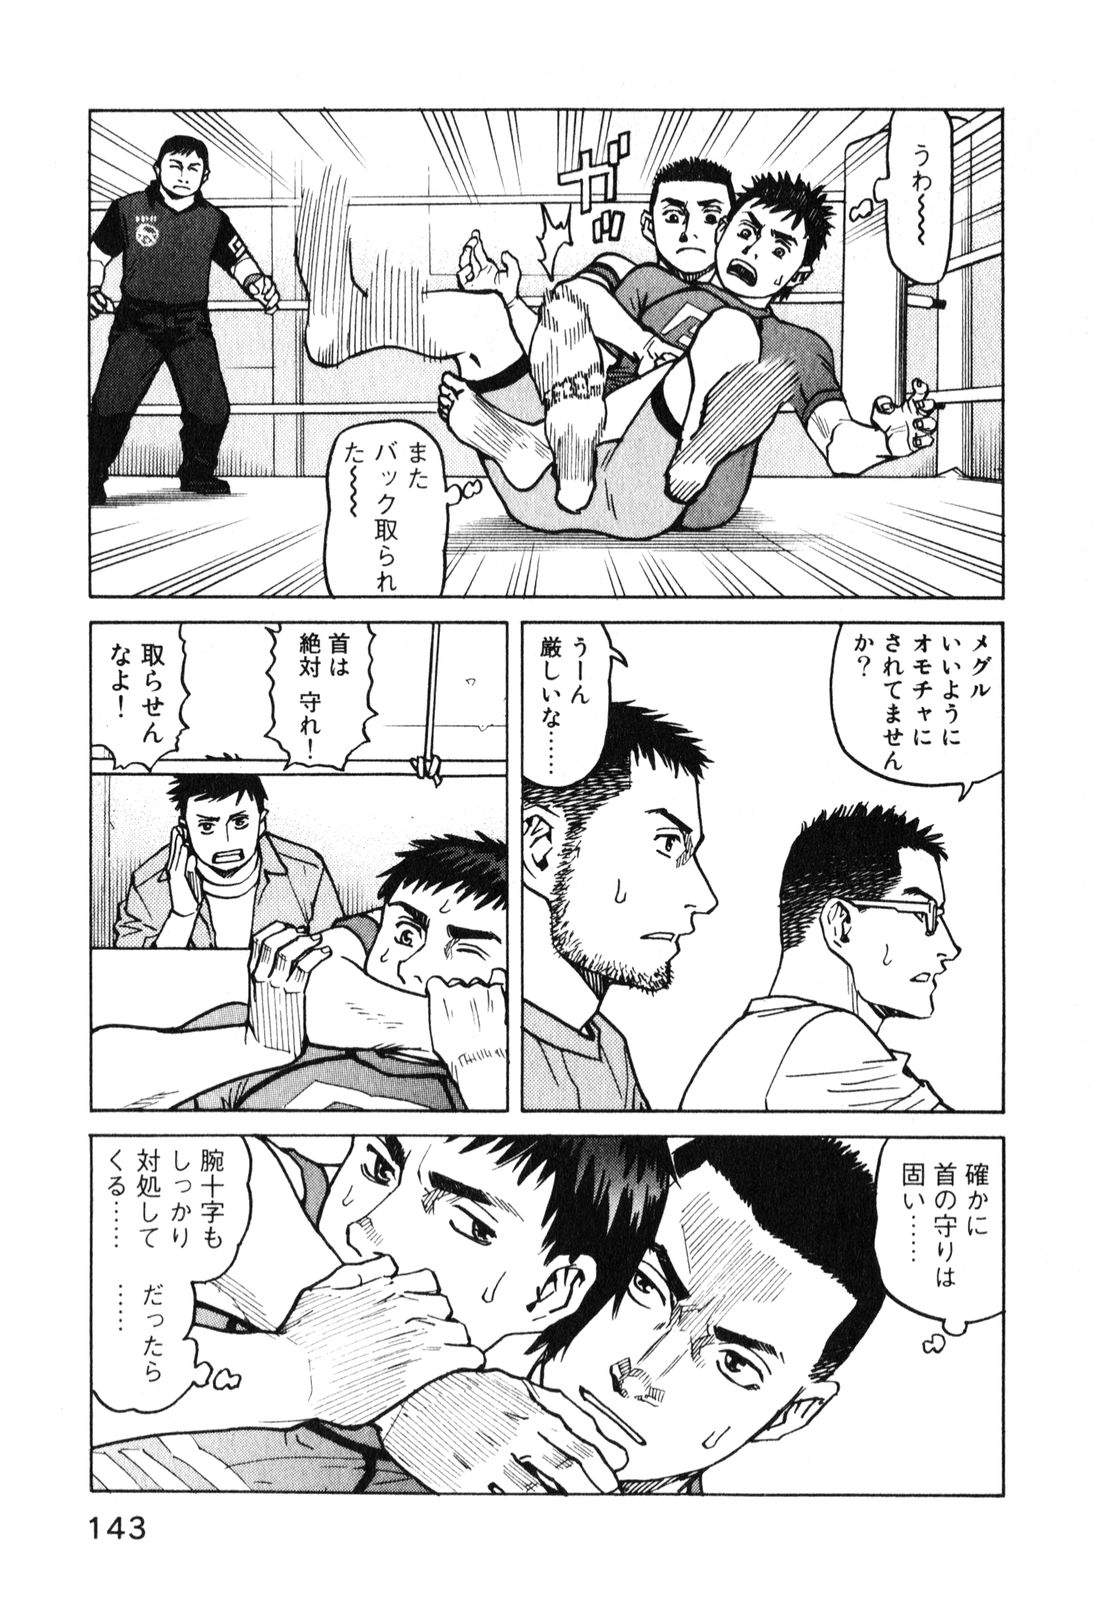 うわ〜〜〜
ガッ
また
バック取られ
た〜〜〜
メグル
いいように
オモチャに
されてません
か？
うーん
厳しいな……
首は
絶対 守れ！
取らせん
なよ！
確かに
首の守りは
固い……
腕十字も
しっかり
対処して
くる……
だったら
……
143